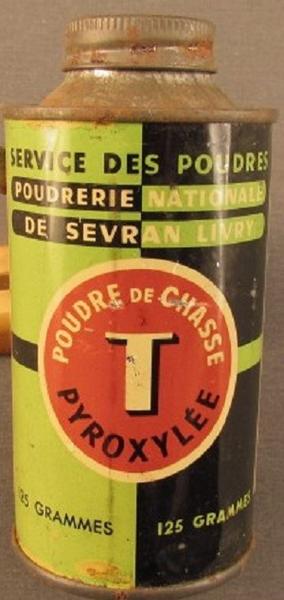 SERVICE DES POUDRES
POUDRERIE NATIONALE
DE SEVRAN LIVRY
POUDRE DE CHASSE
T
PYROXYLÉE
125 GRAMMES
125 GRAMMES